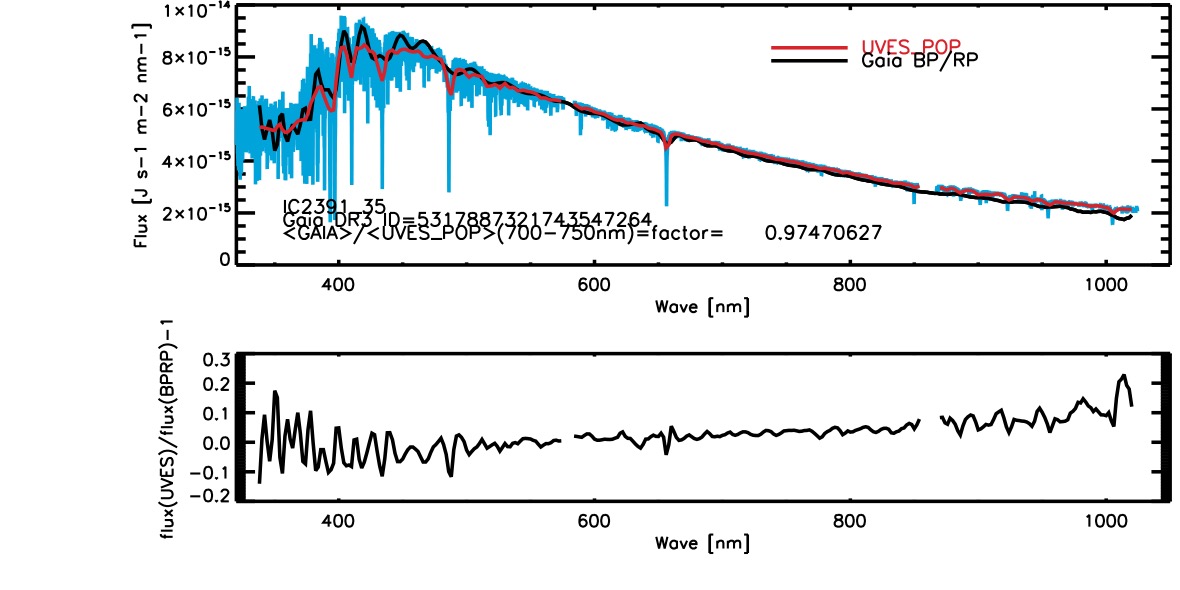 1×10−14
8×10−15
6×10−15
4×10−15
2×10−15
0
Flux [J s−1 m−2 nm−1]
UVES_POP
Gaia BP/RP
IC2391_35
Gaia DR3 ID=5317887321743547264
<GAIA>/<UVES_POP>(700−750nm)=factor= 0.97470627
400 600 800 1000
Wave [nm]
flux(UVES)/flux(BPRP)−1
0.3
0.2
0.1
0.0
−0.1
−0.2
400 600 800 1000
Wave [nm]